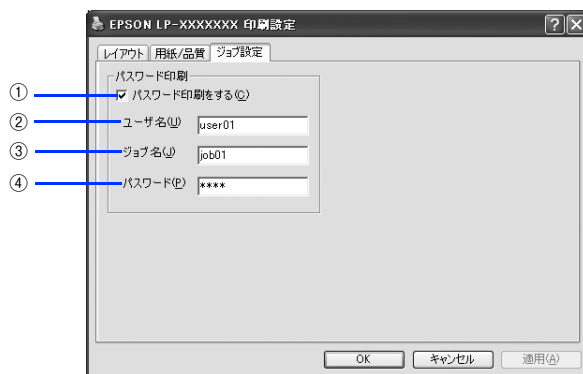 EPSON LP-XXXXXXX 印刷設定
レイアウト 用紙/品質 ジョブ設定
パスワード印刷
① パスワード印刷をする(C)
② ユーザ名(U) user01
③ ジョブ名(J) job01
④ パスワード(P) ****
OK キャンセル 適用(A)